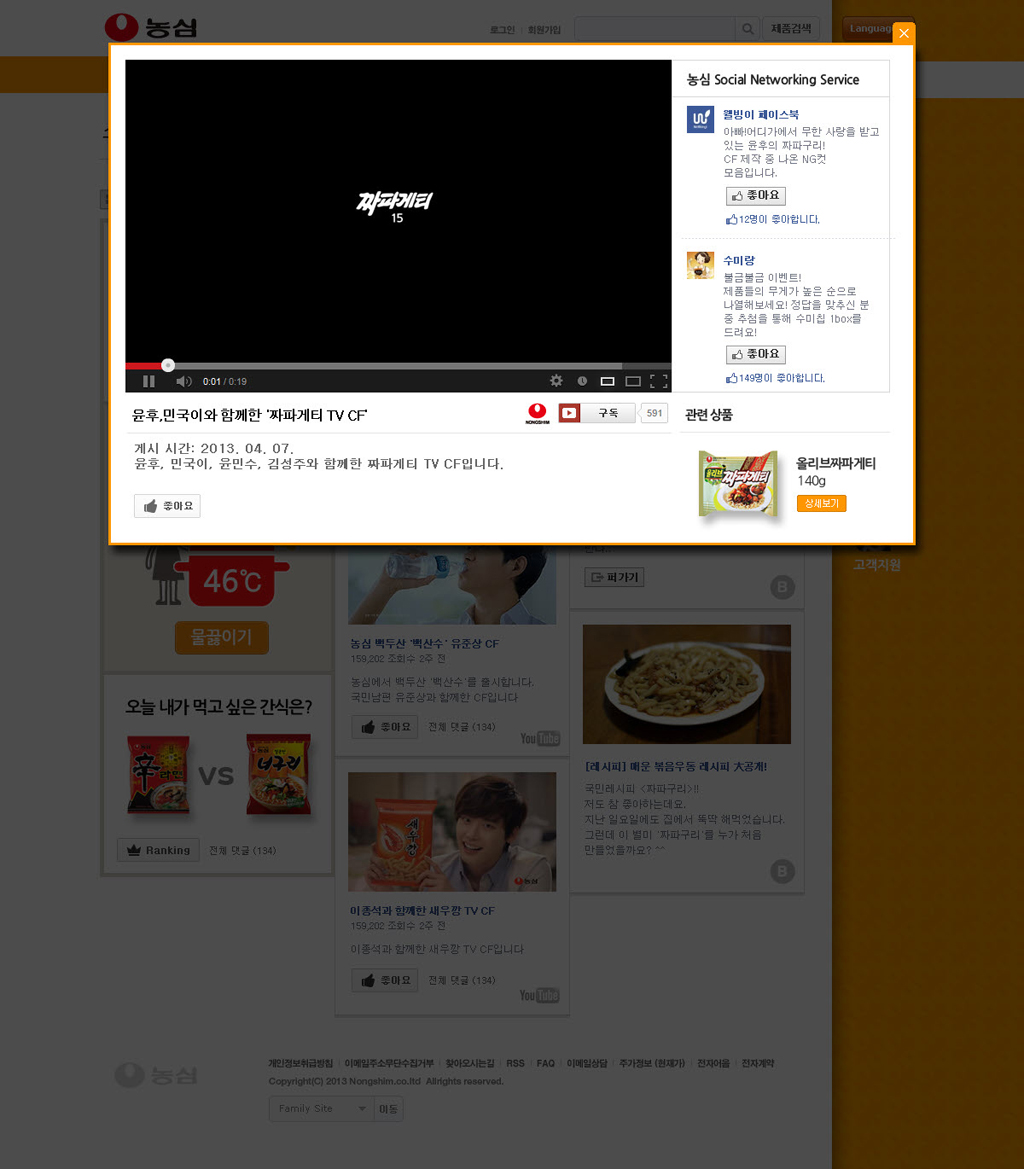 농심
로그인 회원가입
제품검색
Languag
짜파게티
15
0:01 / 0:19
농심 Social Networking Service
웰빙이 페이스북
아빠!어디가에서 무한 사랑을 받고
있는 윤후의 짜파구리!
CF 제작 중 나온 NG컷
모음입니다.
좋아요
12명이 좋아합니다.
수미랑
불금불금 이벤트!
제품들의 무게가 높은 순으로
나열해보세요! 정답을 맞추신 분
중 추첨을 통해 수미칩 1box를
드려요!
좋아요
149명이 좋아합니다.
윤후,민국이와 함께한 '짜파게티 TV CF'
NONGSHIM
구독
591
게시 시간: 2013. 04. 07.
윤후, 민국이, 윤민수, 김성주와 함께한 짜파게티 TV CF입니다.
좋아요
관련 상품
올리브
짜파게티
올리브짜파게티
140g
상세보기
고객지원
46℃
물끓이기
오늘 내가 먹고 싶은 간식은?
辛라면
VS
너구리
Ranking
전체 댓글 (134)
농심 백두산 '백산수' 유준상 CF
159,202 조회수 2주 전
농심에서 백두산 '백산수'를 출시합니다.
국민남편 유준상과 함께한 CF입니다
좋아요
전체 댓글 (134)
YouTube
새우깡
농심
이종석과 함께한 새우깡 TV CF
159,202 조회수 2주 전
이종석과 함께한 새우깡 TV CF입니다
좋아요
전체 댓글 (134)
YouTube
퍼가기
B
[레시피] 매운 볶음우동 레시피 大공개!
국민레시피 <짜파구리>!!
저도 참 좋아하는데요.
지난 일요일에도 집에서 뚝딱 해먹었습니다.
그런데 이 별미 '짜파구리'를 누가 처음
만들었을까요? ^^
B
농심
개인정보취급방침 이메일주소무단수집거부 찾아오시는길 RSS FAQ 이메일상담 주가정보 (현재가) 전자어음 전자계약
Copyright(C) 2013 Nongshim.co.ltd Allrights reserved.
Family Site
이동